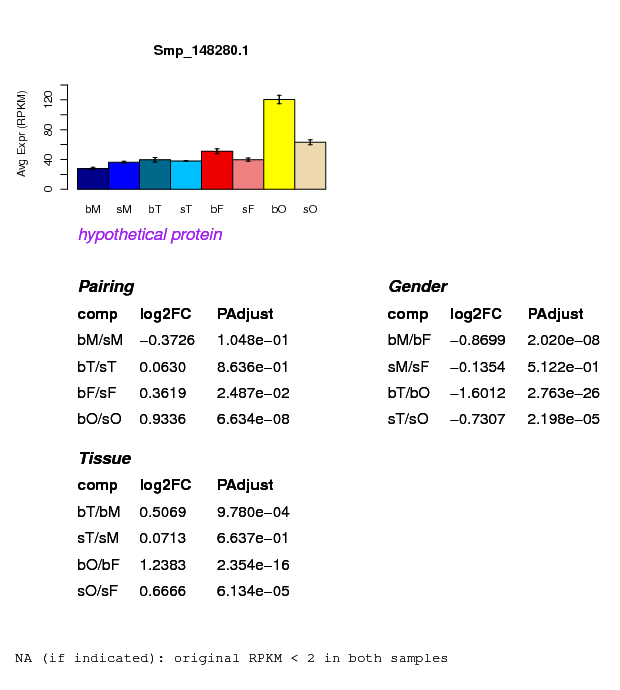 Smp_148280.1
Avg Expr (RPKM)
0 40 80 120
bM sM bT sT bF sF bO sO
hypothetical protein
Pairing
comp log2FC PAdjust
bM/sM −0.3726 1.048e−01
bT/sT 0.0630 8.636e−01
bF/sF 0.3619 2.487e−02
bO/sO 0.9336 6.634e−08
Gender
comp log2FC PAdjust
bM/bF −0.8699 2.020e−08
sM/sF −0.1354 5.122e−01
bT/bO −1.6012 2.763e−26
sT/sO −0.7307 2.198e−05
Tissue
comp log2FC PAdjust
bT/bM 0.5069 9.780e−04
sT/sM 0.0713 6.637e−01
bO/bF 1.2383 2.354e−16
sO/sF 0.6666 6.134e−05
NA (if indicated): original RPKM < 2 in both samples